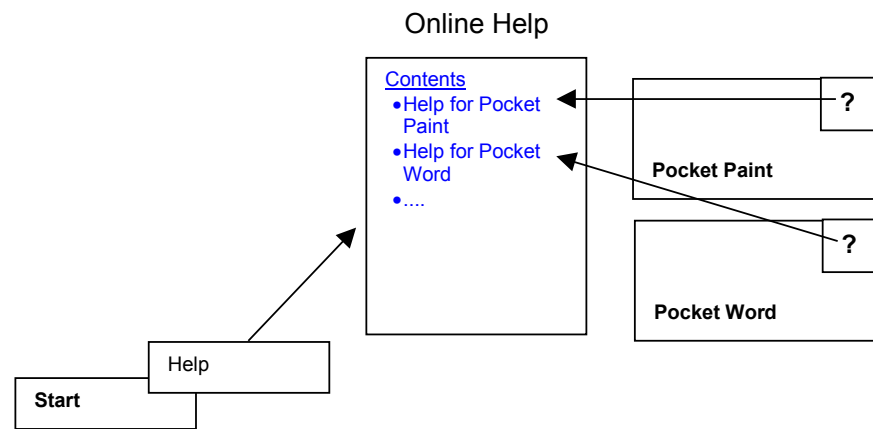 Online Help
Contents
•Help for Pocket
Paint
•Help for Pocket
Word
•....
?
Pocket Paint
?
Pocket Word
Help
Start